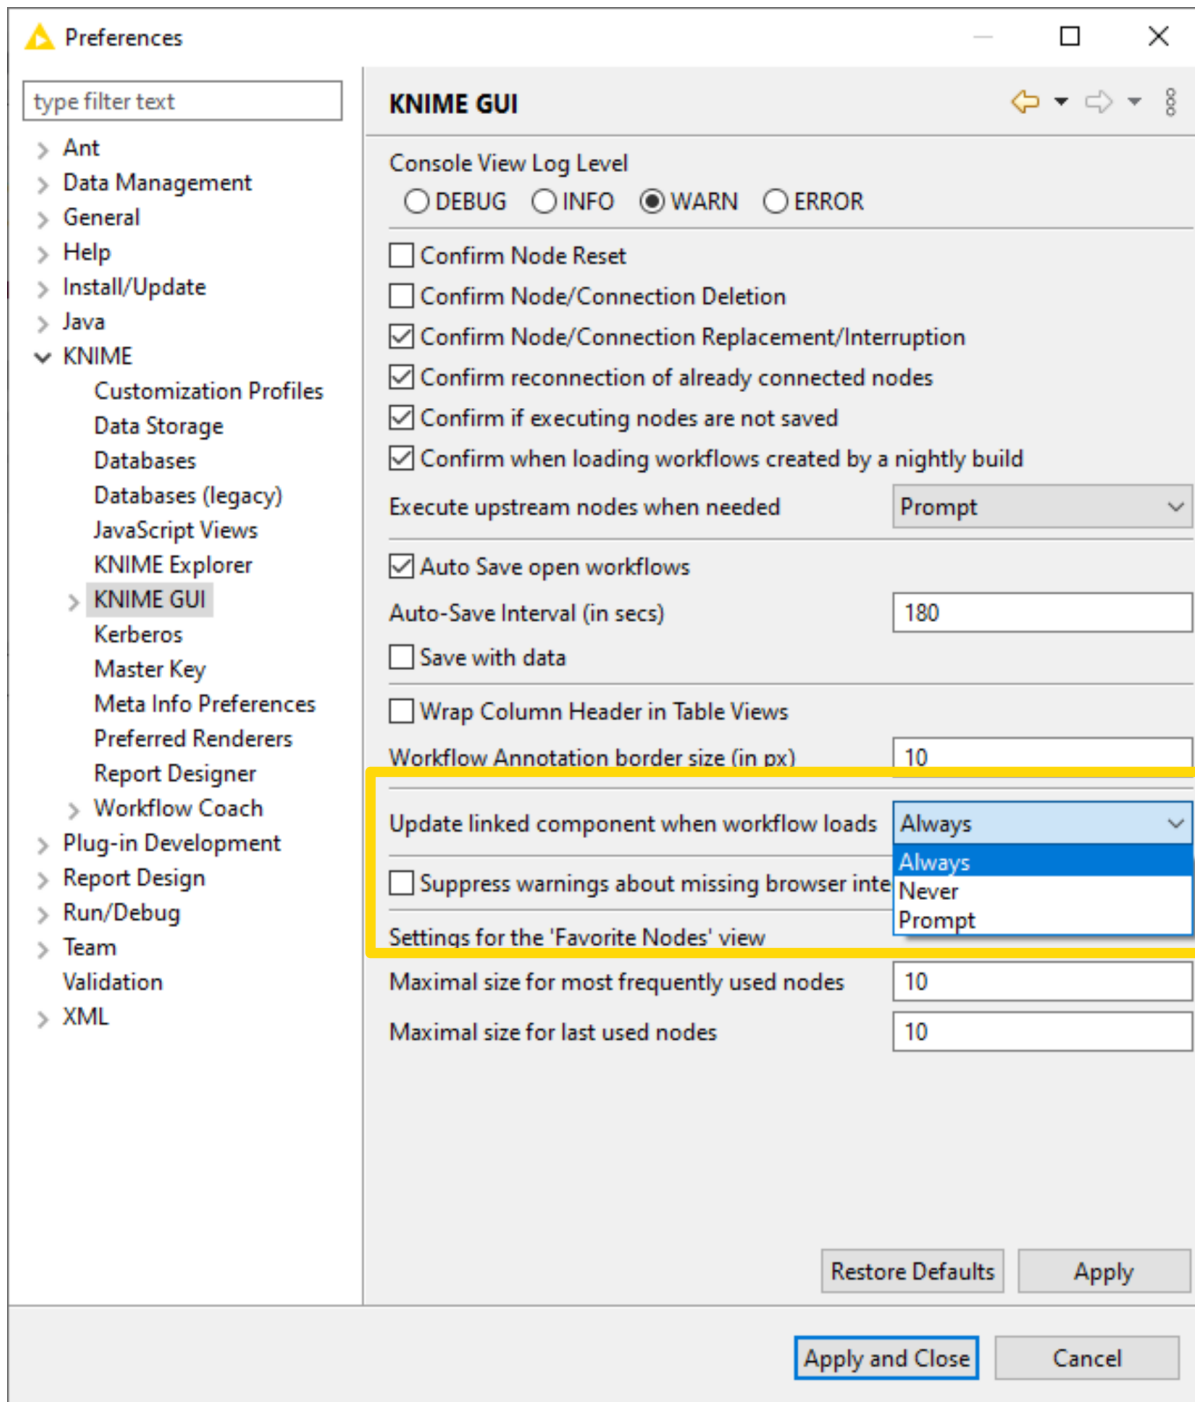 Preferences
type filter text
Ant
Data Management
General
Help
Install/Update
Java
KNIME
Customization Profiles
Data Storage
Databases
Databases (legacy)
JavaScript Views
KNIME Explorer
KNIME GUI
Kerberos
Master Key
Meta Info Preferences
Preferred Renderers
Report Designer
Workflow Coach
Plug-in Development
Report Design
Run/Debug
Team
Validation
XML
KNIME GUI
Console View Log Level
DEBUG INFO WARN ERROR
Confirm Node Reset
Confirm Node/Connection Deletion
Confirm Node/Connection Replacement/Interruption
Confirm reconnection of already connected nodes
Confirm if executing nodes are not saved
Confirm when loading workflows created by a nightly build
Execute upstream nodes when needed Prompt
Auto Save open workflows
Auto-Save Interval (in secs) 180
Save with data
Wrap Column Header in Table Views
Workflow Annotation border size (in px) 10
Update linked component when workflow loads Always
Always
Suppress warnings about missing browser inte
Never
Prompt
Settings for the 'Favorite Nodes' view
Maximal size for most frequently used nodes 10
Maximal size for last used nodes 10
Restore Defaults Apply
Apply and Close Cancel